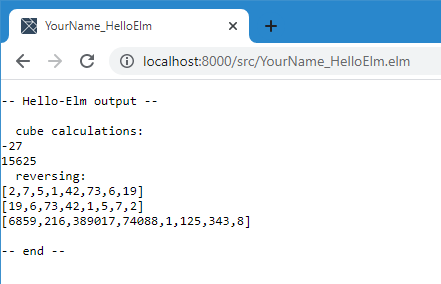 YourName_HelloElm
localhost:8000/src/YourName_HelloElm.elm
-- Hello-Elm output --
cube calculations:
-27
15625
reversing:
[2,7,5,1,42,73,6,19]
[19,6,73,42,1,5,7,2]
[6859,216,389017,74088,1,125,343,8]
-- end --